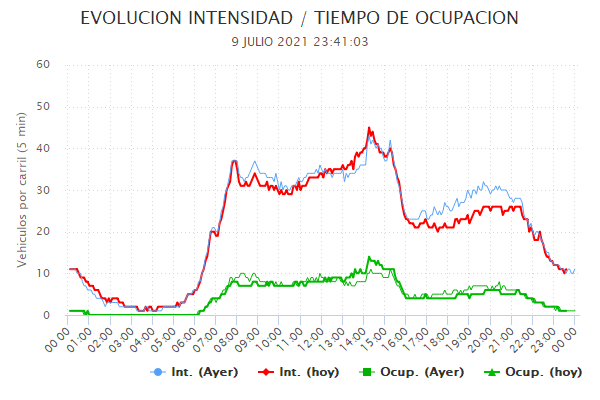 EVOLUCION INTENSIDAD / TIEMPO DE OCUPACION
9 JULIO 2021 23:41:03
Vehiculos por carril (5 min)
60
50
40
30
20
10
0
00:00 01:00 02:00 03:00 04:00 05:00 06:00 07:00 08:00 09:00 10:00 11:00 12:00 13:00 14:00 15:00 16:00 17:00 18:00 19:00 20:00 21:00 22:00 23:00 00:00
Int. (Ayer) Int. (hoy) Ocup. (Ayer) Ocup. (hoy)